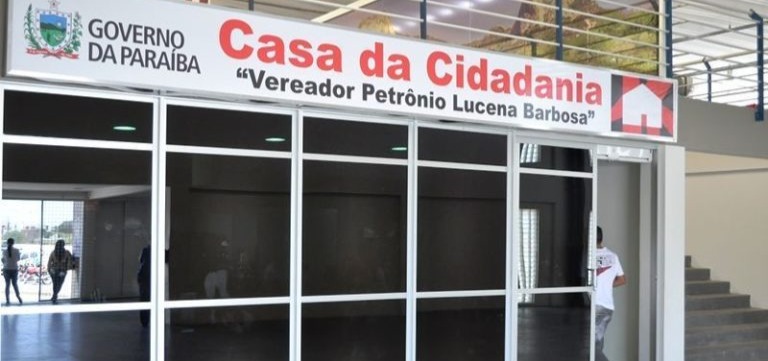 GOVERNO
DA PARAÍBA
Casa da Cidadania
“Vereador Petrônio Lucena Barbosa”